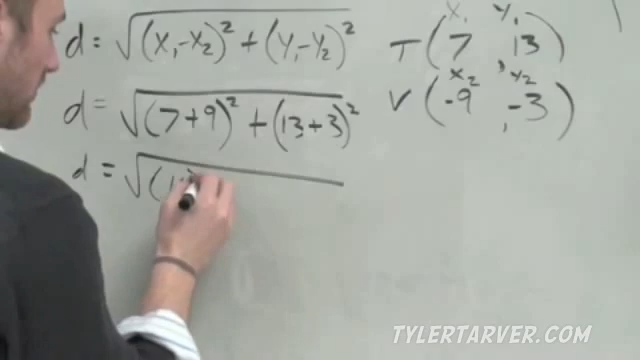 d = √(X₁-X₂)² + (Y₁-Y₂)²
X₁ Y₁
T (7, 13)
X₂ Y₂
V (-9, -3)
d = √(7+9)² + (13+3)²
d = √(1
TYLERTARVER.COM